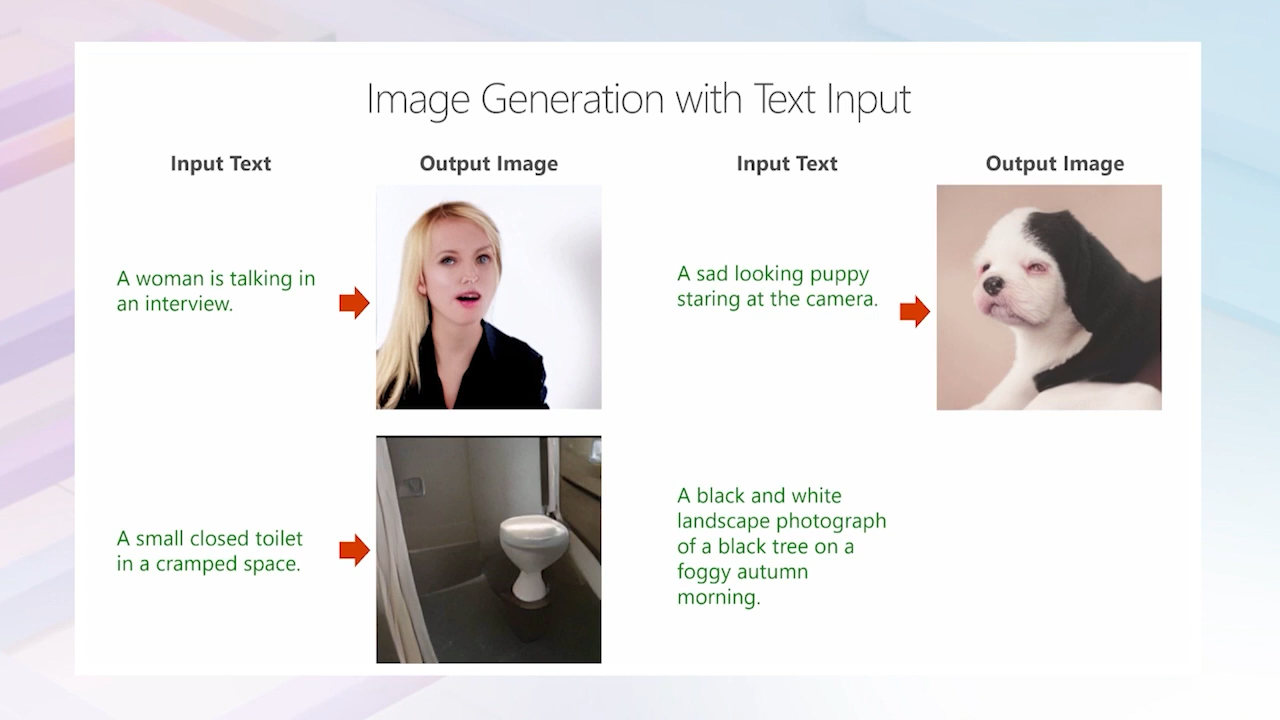 Image Generation with Text Input
Input Text
Output Image
Input Text
Output Image
A woman is talking in
an interview.
A sad looking puppy
staring at the camera.
A small closed toilet
in a cramped space.
A black and white
landscape photograph
of a black tree on a
foggy autumn
morning.